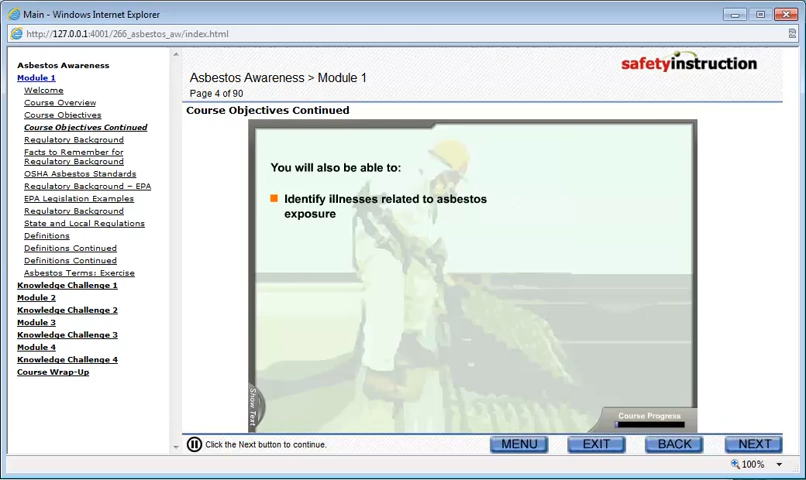 Main - Windows Internet Explorer
http://127.0.0.1:4001/266_asbestos_aw/index.html
Asbestos Awareness
Module 1
Welcome
Course Overview
Course Objectives
Course Objectives Continued
Regulatory Background
Facts to Remember for
Regulatory Background
OSHA Asbestos Standards
Regulatory Background – EPA
EPA Legislation Examples
Regulatory Background
State and Local Regulations
Definitions
Definitions Continued
Definitions Continued
Asbestos Terms: Exercise
Knowledge Challenge 1
Module 2
Knowledge Challenge 2
Module 3
Knowledge Challenge 3
Module 4
Knowledge Challenge 4
Course Wrap-Up
safetyinstruction
Asbestos Awareness > Module 1
Page 4 of 90
Course Objectives Continued
You will also be able to:
Identify illnesses related to asbestos
exposure
Show Text
Course Progress
Click the Next button to continue.
MENU
EXIT
BACK
NEXT
100%